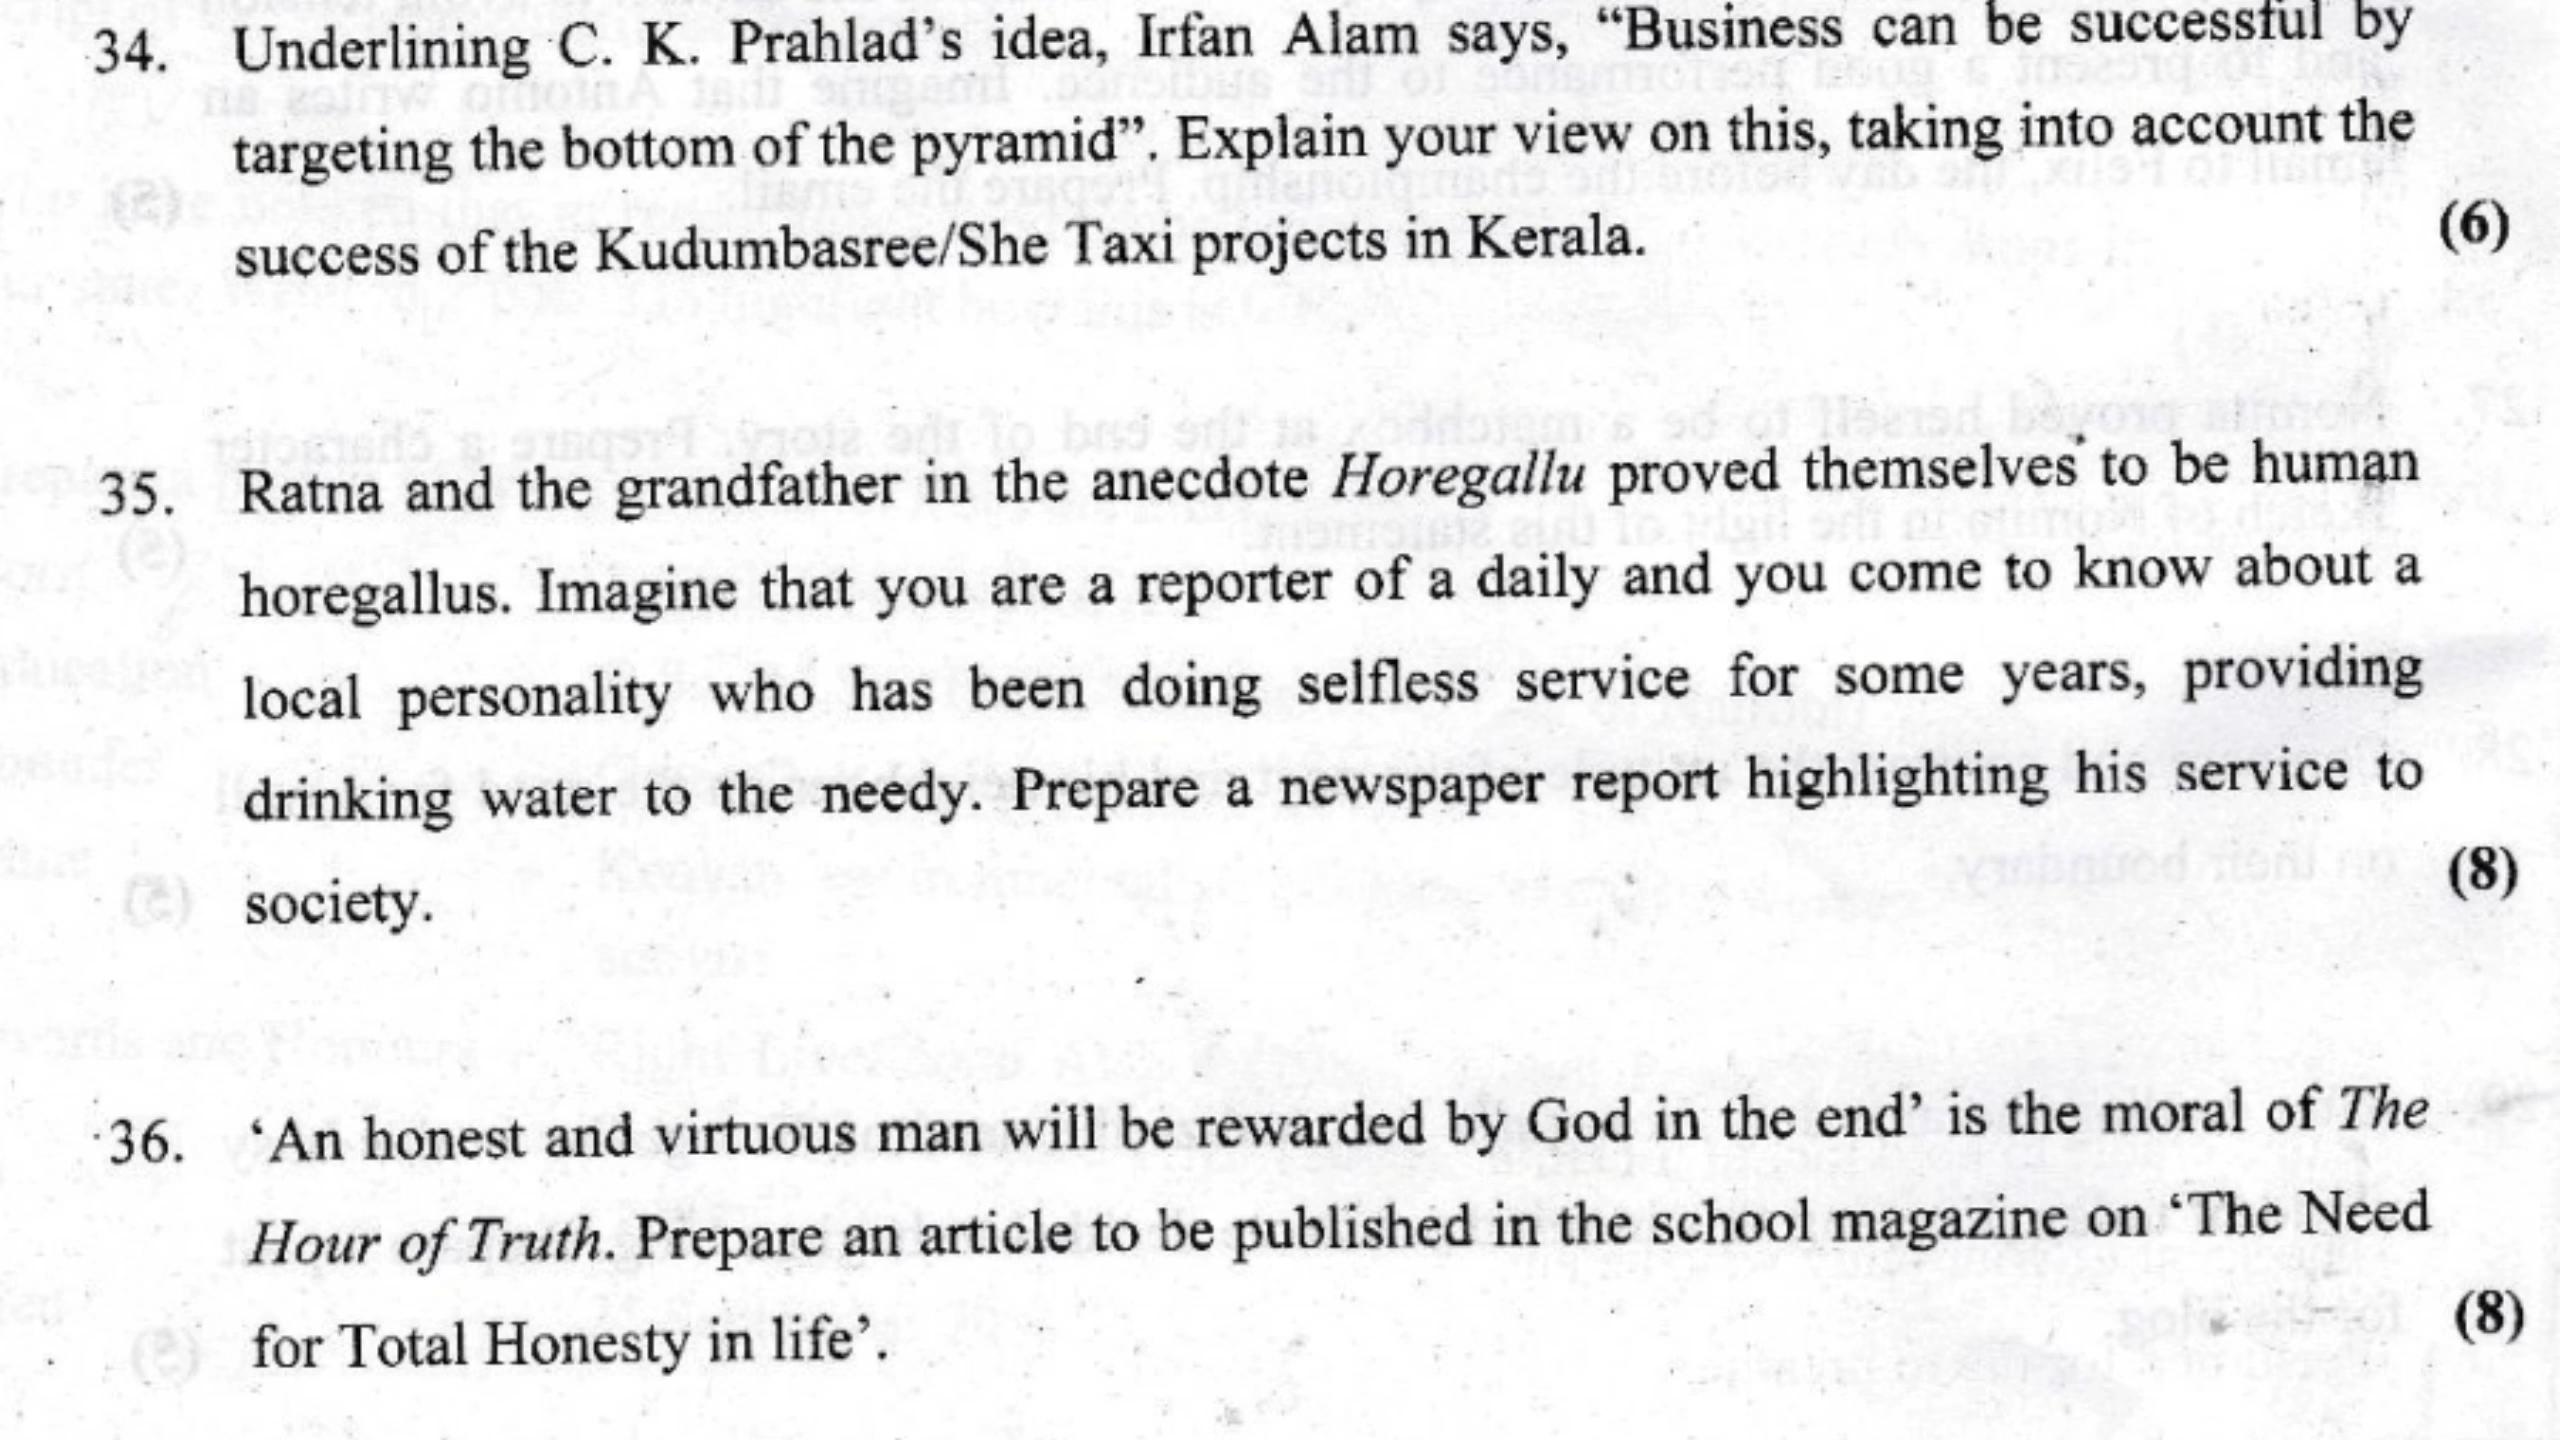 34. Underlining C. K. Prahlad's idea, Irfan Alam says, "Business can be successful by
targeting the bottom of the pyramid". Explain your view on this, taking into account the
success of the Kudumbasree/She Taxi projects in Kerala. (6)
35. Ratna and the grandfather in the anecdote Horegallu proved themselves to be human
horegallus. Imagine that you are a reporter of a daily and you come to know about a
local personality who has been doing selfless service for some years, providing
drinking water to the needy. Prepare a newspaper report highlighting his service to
society. (8)
36. 'An honest and virtuous man will be rewarded by God in the end' is the moral of The
Hour of Truth. Prepare an article to be published in the school magazine on 'The Need
for Total Honesty in life'. (8)